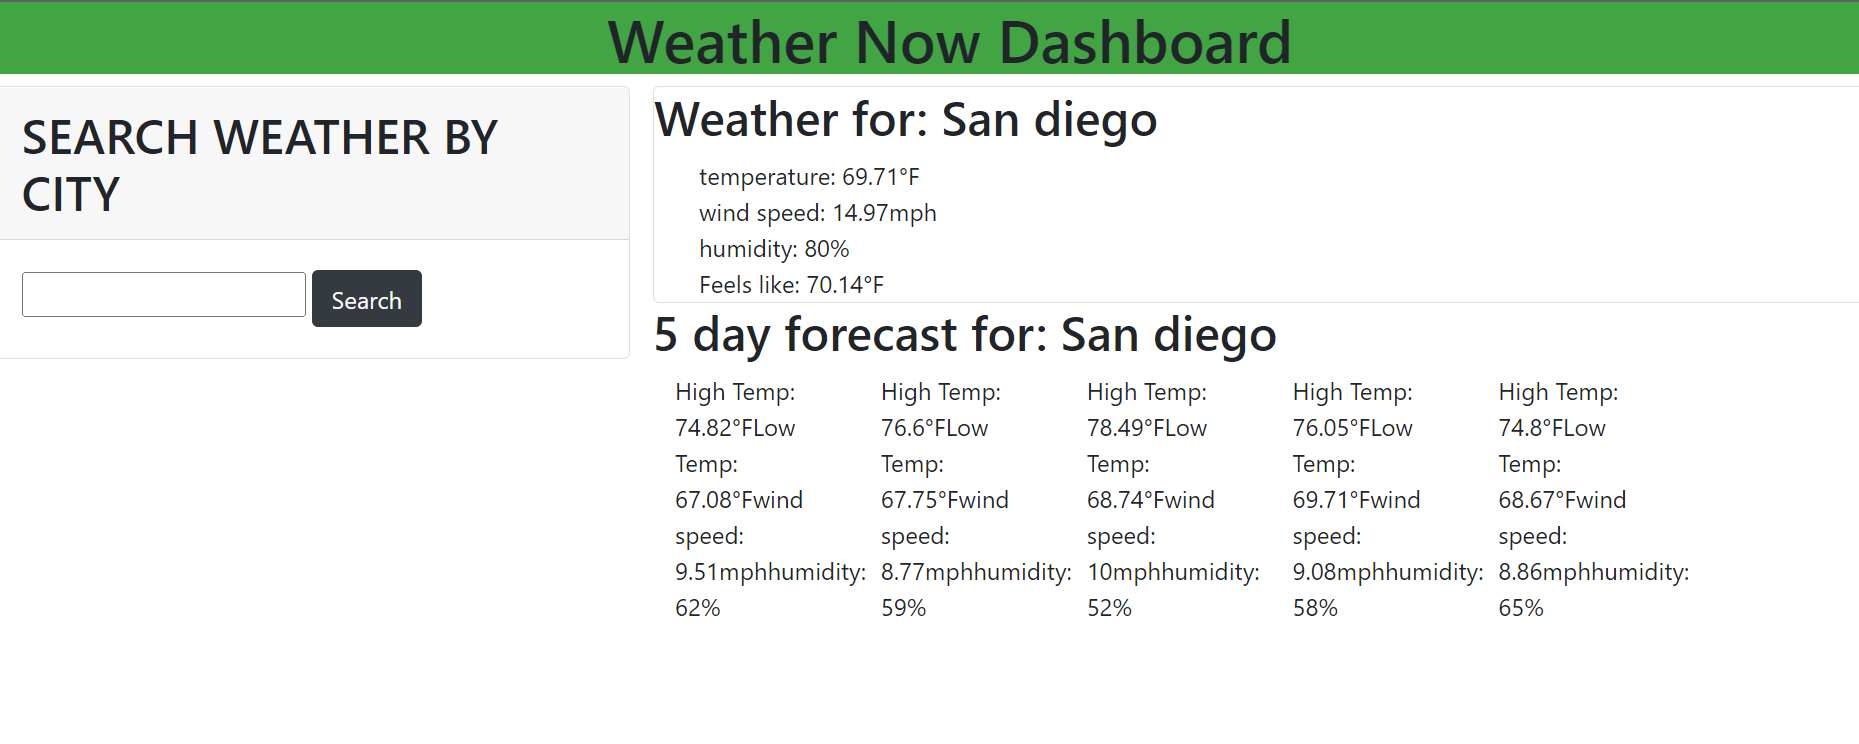 Weather Now Dashboard
SEARCH WEATHER BY
CITY
Search
Weather for: San diego
temperature: 69.71°F
wind speed: 14.97mph
humidity: 80%
Feels like: 70.14°F
5 day forecast for: San diego
High Temp:
74.82°FLow
Temp:
67.08°Fwind
speed:
9.51mphhumidity:
62%
High Temp:
76.6°FLow
Temp:
67.75°Fwind
speed:
8.77mphhumidity:
59%
High Temp:
78.49°FLow
Temp:
68.74°Fwind
speed:
10mphhumidity:
52%
High Temp:
76.05°FLow
Temp:
69.71°Fwind
speed:
9.08mphhumidity:
58%
High Temp:
74.8°FLow
Temp:
68.67°Fwind
speed:
8.86mphhumidity:
65%